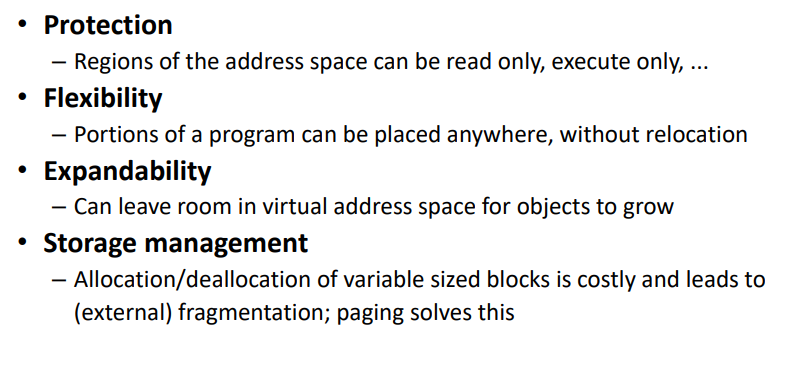 • Protection
– Regions of the address space can be read only, execute only, ...
• Flexibility
– Portions of a program can be placed anywhere, without relocation
• Expandability
– Can leave room in virtual address space for objects to grow
• Storage management
– Allocation/deallocation of variable sized blocks is costly and leads to
(external) fragmentation; paging solves this